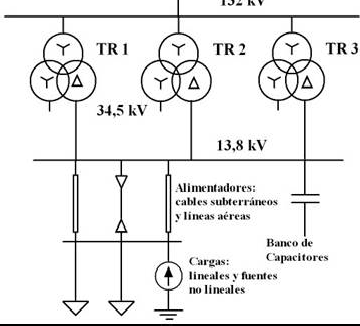 132 kV
TR 1
TR 2
TR 3
34,5 kV
13,8 kV
Alimentadores:
cables subterráneos
y líneas aéreas
Banco de
Capacitores
Cargas:
lineales y fuentes
no lineales